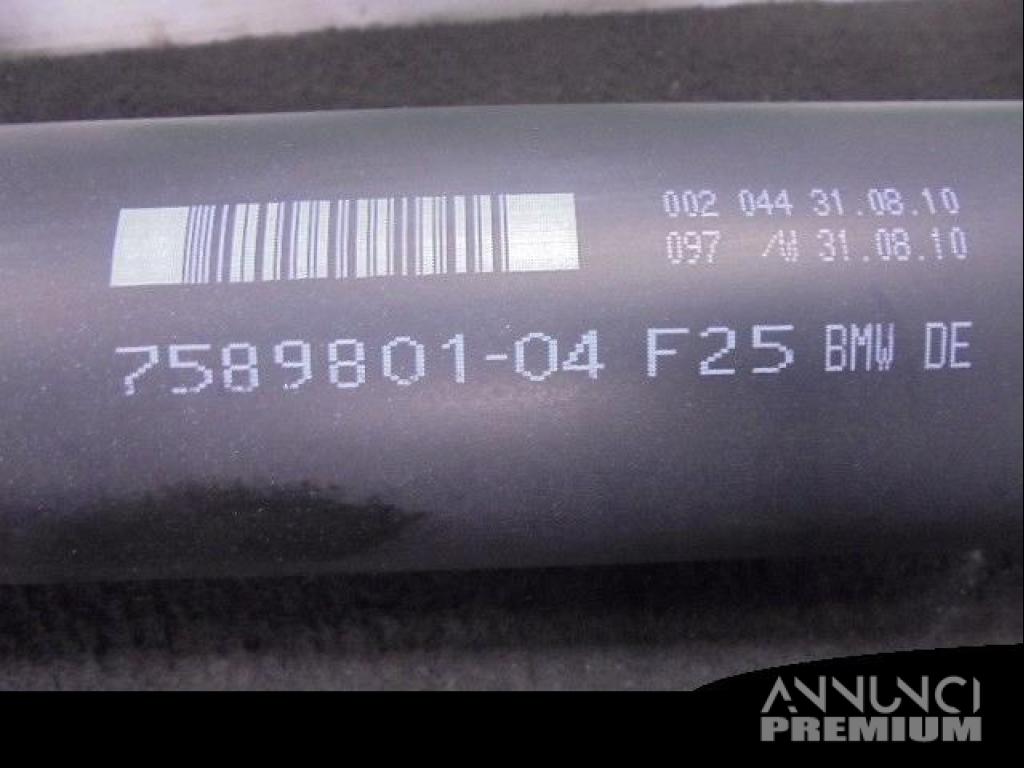 002 044 31.08.10
097 /W 31.08.10
7589801-04 F25 BMW DE
ANNUNCI
PREMIUM